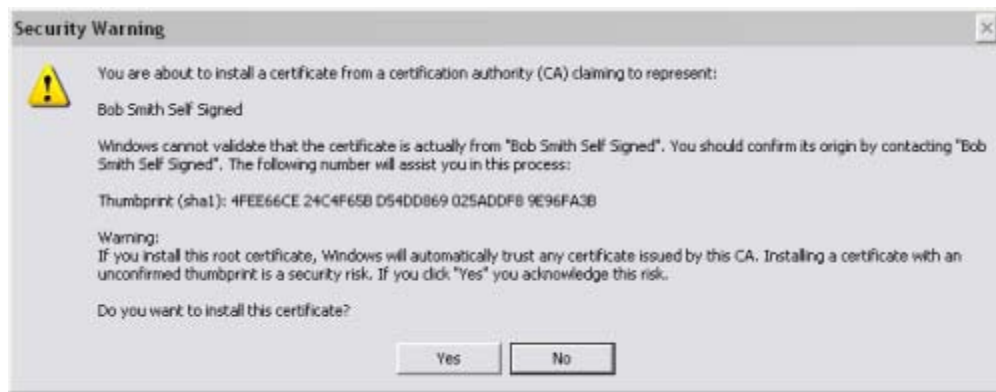 Security Warning
You are about to install a certificate from a certification authority (CA) claiming to represent:
Bob Smith Self Signed
Windows cannot validate that the certificate is actually from "Bob Smith Self Signed". You should confirm its origin by contacting "Bob
Smith Self Signed". The following number will assist you in this process:
Thumbprint (sha1): 4FEE66CE 24C4F65B D54DD869 025ADDF8 9E96FA3B
Warning:
If you install this root certificate, Windows will automatically trust any certificate issued by this CA. Installing a certificate with an
unconfirmed thumbprint is a security risk. If you click "Yes" you acknowledge this risk.
Do you want to install this certificate?
Yes
No